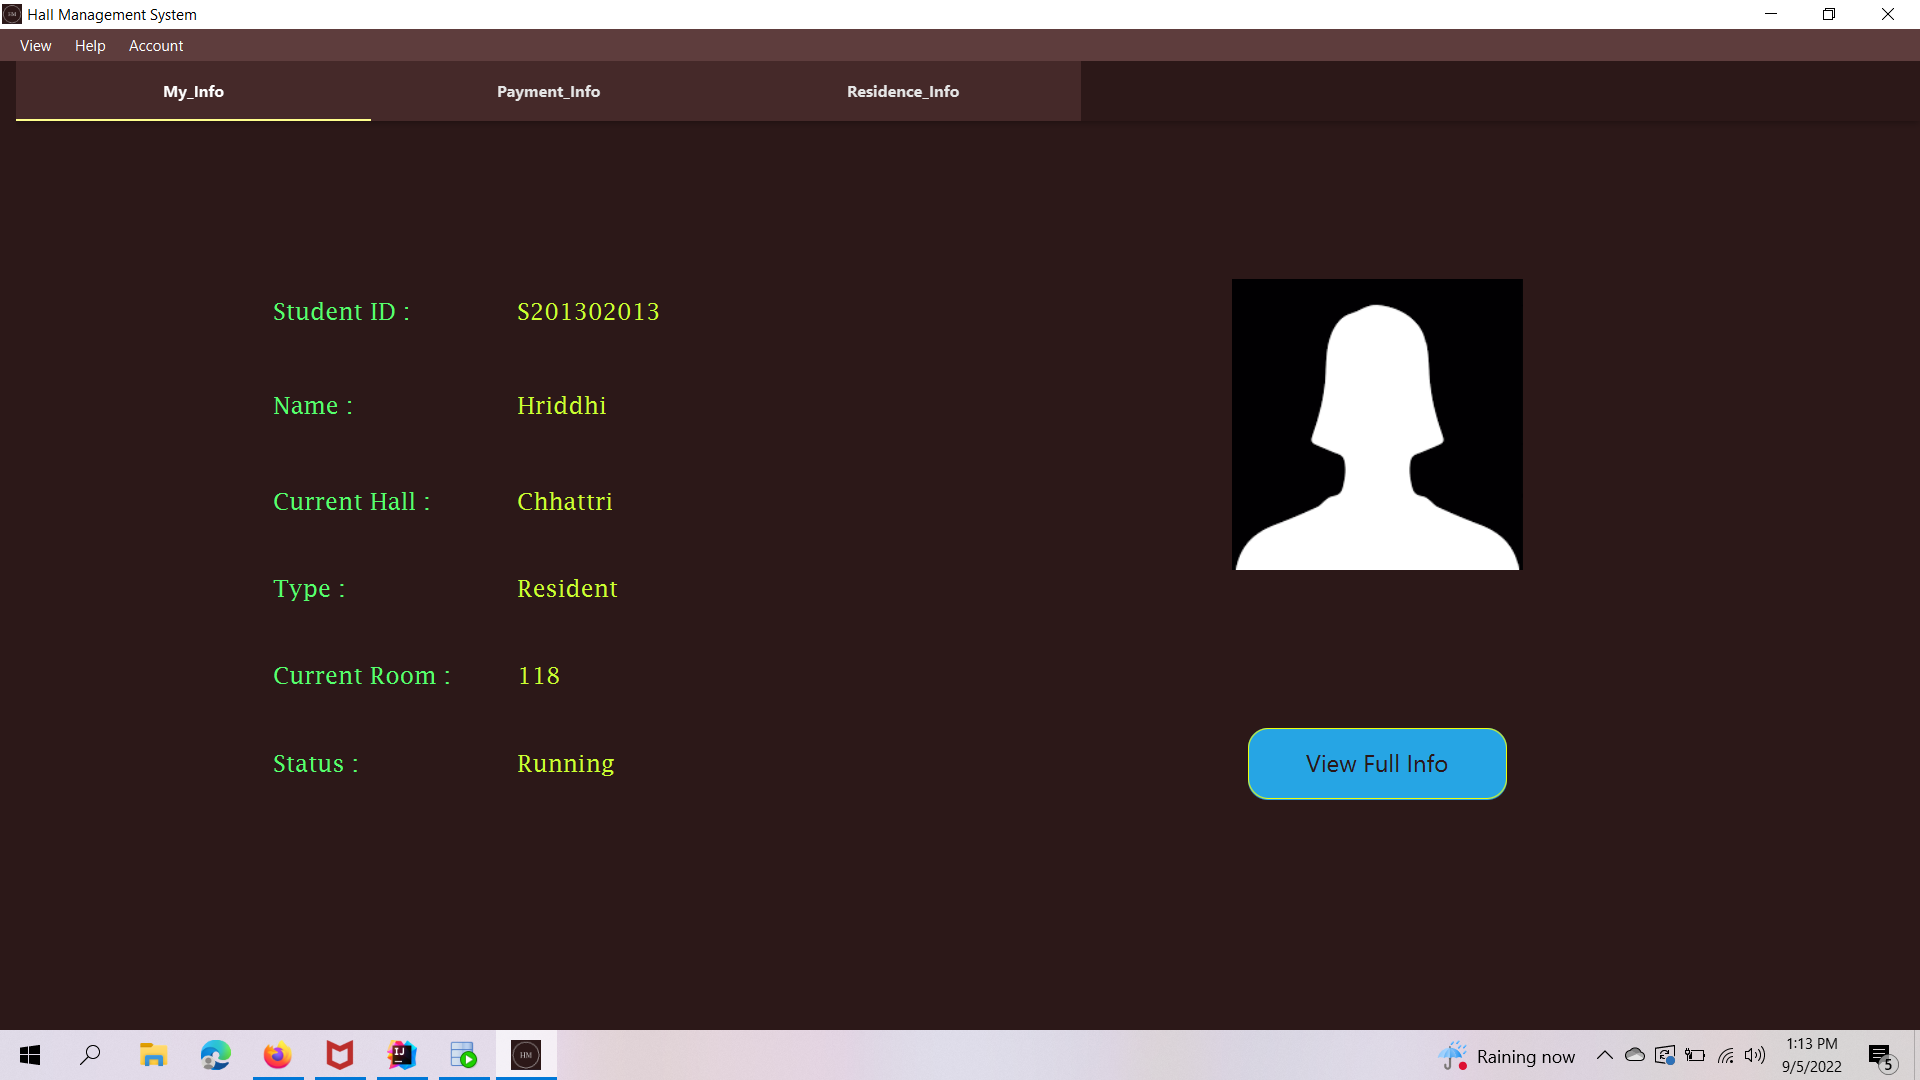 Hall Management System
View Help Account
My_Info Payment_Info Residence_Info
Student ID : S201302013
Name : Hriddhi
Current Hall : Chhattri
Type : Resident
Current Room : 118
Status : Running
View Full Info
HM
Raining now
1:13 PM
9/5/2022
5